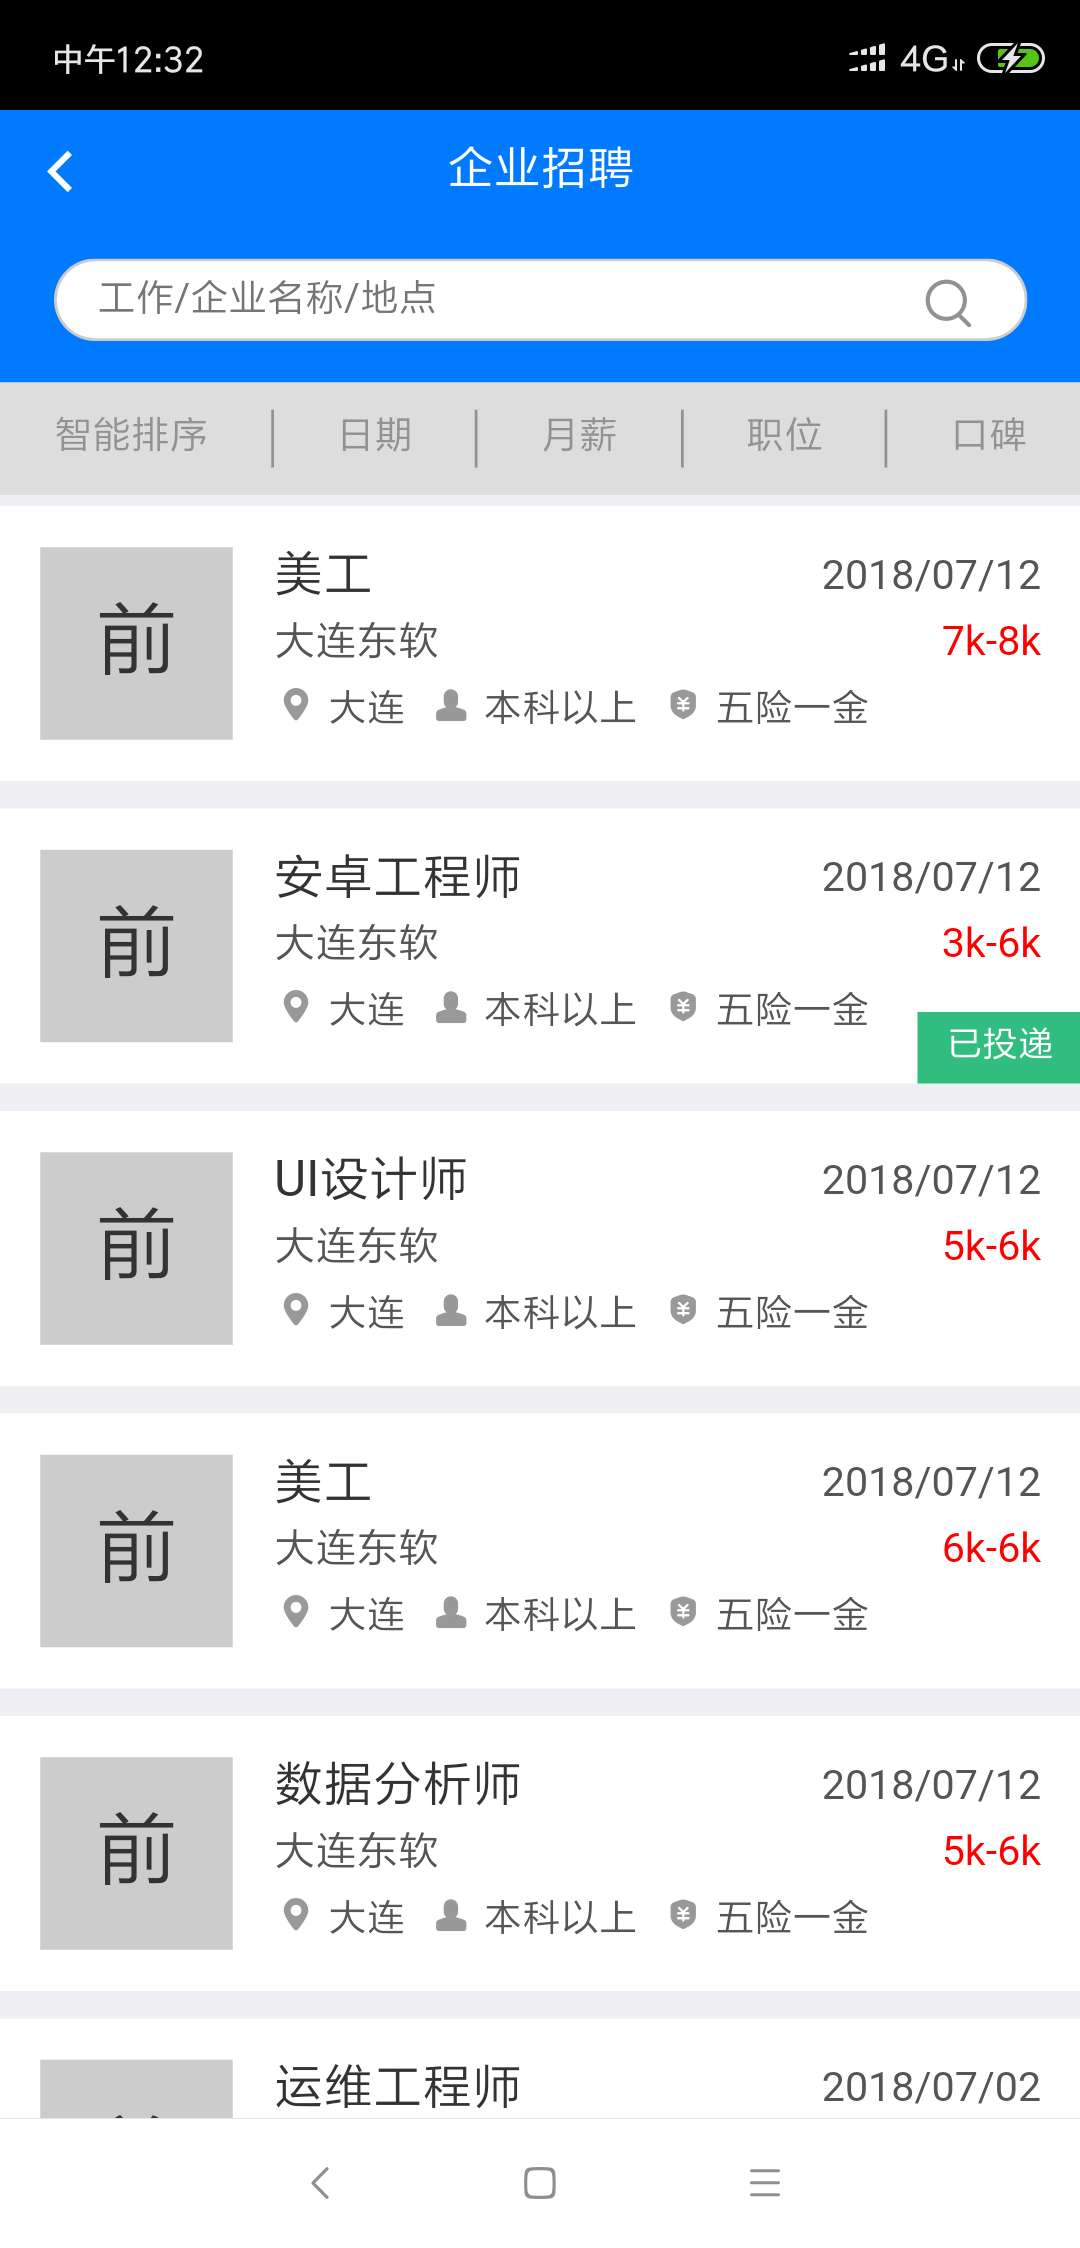 中午12:32
4G
企业招聘
工作/企业名称/地点
智能排序 日期 月薪 职位 口碑
前
美工 2018/07/12
大连东软 7k-8k
大连 本科以上 五险一金
前
安卓工程师 2018/07/12
大连东软 3k-6k
大连 本科以上 五险一金
已投递
前
UI设计师 2018/07/12
大连东软 5k-6k
大连 本科以上 五险一金
前
美工 2018/07/12
大连东软 6k-6k
大连 本科以上 五险一金
前
数据分析师 2018/07/12
大连东软 5k-6k
大连 本科以上 五险一金
运维工程师 2018/07/02